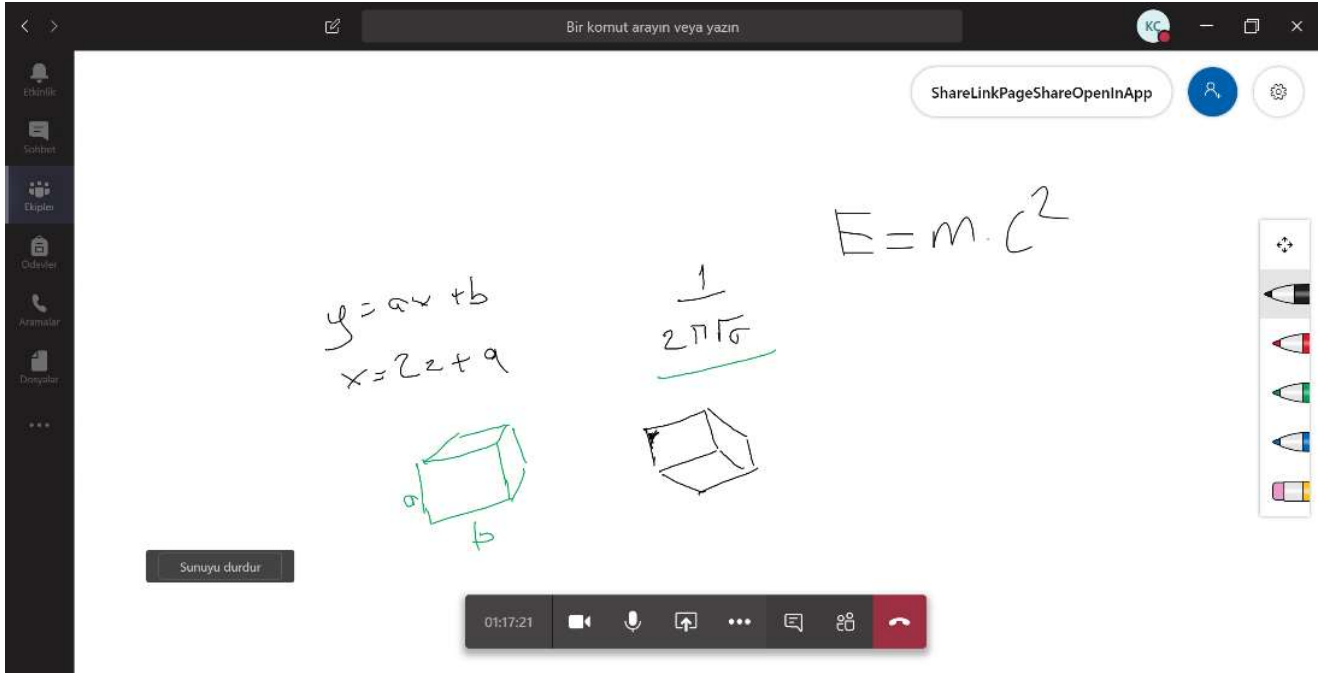 Bir komut arayın veya yazın
KC
Etkinlik
Sohbet
Ekipler
Ödevler
Aramalar
Dosyalar
ShareLinkPageShareOpenInApp
E = m . c²
y = ax + b
x = 2z + 9
1
2π√σ
a
b
Sunuyu durdur
01:17:21